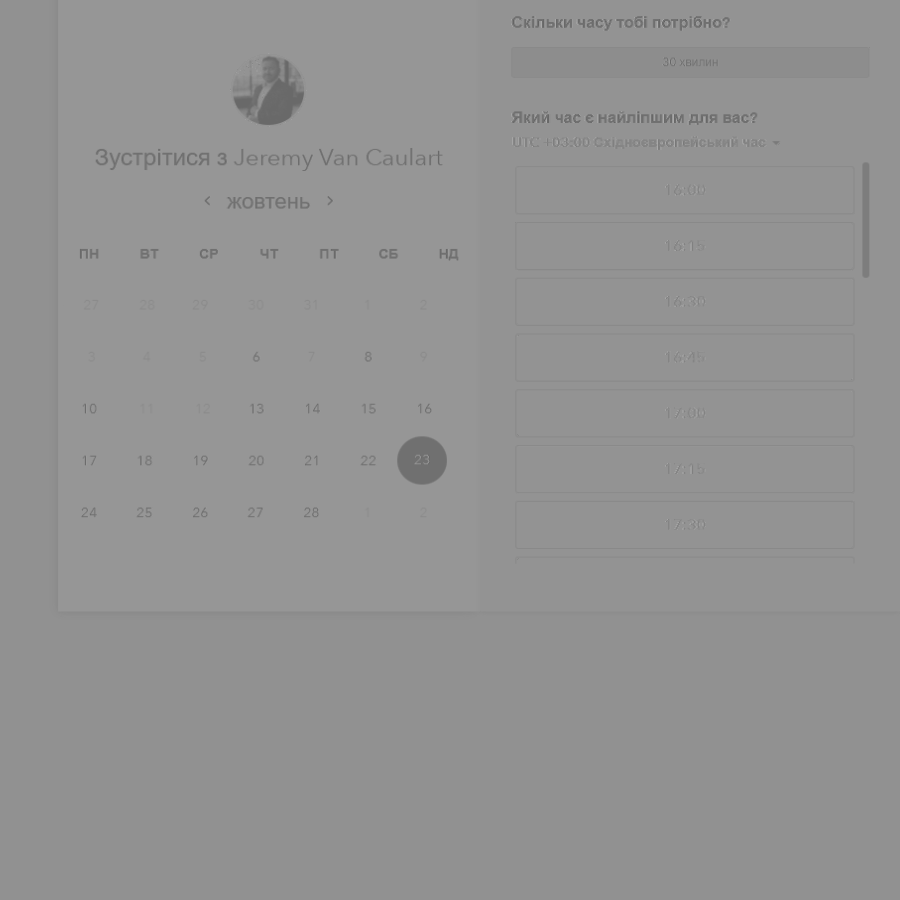 Зустрітися з Jeremy Van Caulart
жовтень
ПН ВТ СР ЧТ ПТ СБ НД
27 28 29 30 31 1 2
3 4 5 6 7 8 9
10 11 12 13 14 15 16
17 18 19 20 21 22 23
24 25 26 27 28 1 2
Скільки часу тобі потрібно?
30 хвилин
Який час є найліпшим для вас?
UTC +03:00 Східноєвропейський час
16:00
16:15
16:30
16:45
17:00
17:15
17:30